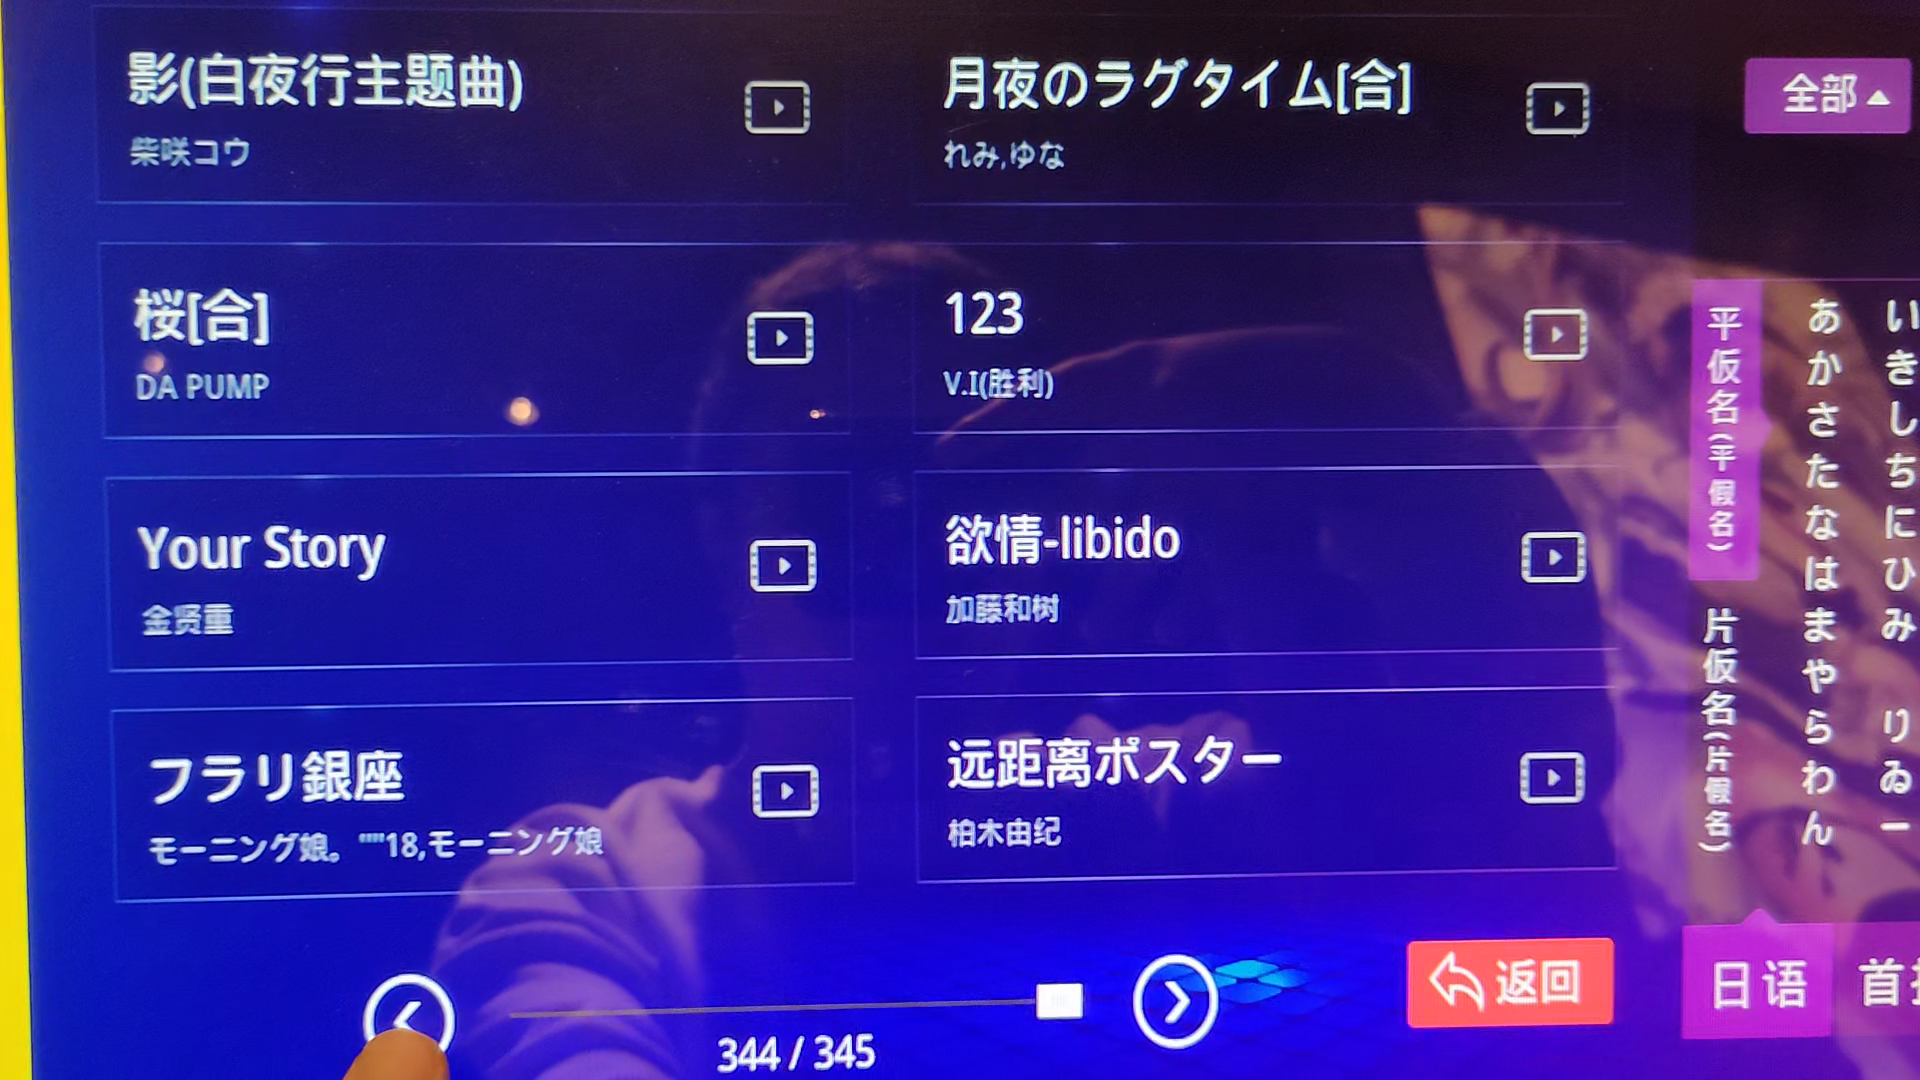 影(白夜行主题曲)
柴咲コウ
月夜のラグタイム[合]
れみ,ゆな
全部
桜[合]
DA PUMP
123
V.I(胜利)
Your Story
金贤重
欲情-libido
加藤和树
フラリ銀座
モーニング娘。""18,モーニング娘
远距离ポスター
柏木由纪
平仮名(平假名)
片仮名(片假名)
あかさたなはまやらわん
いきしちにひみ りゐー
344 / 345
返回
日语
首